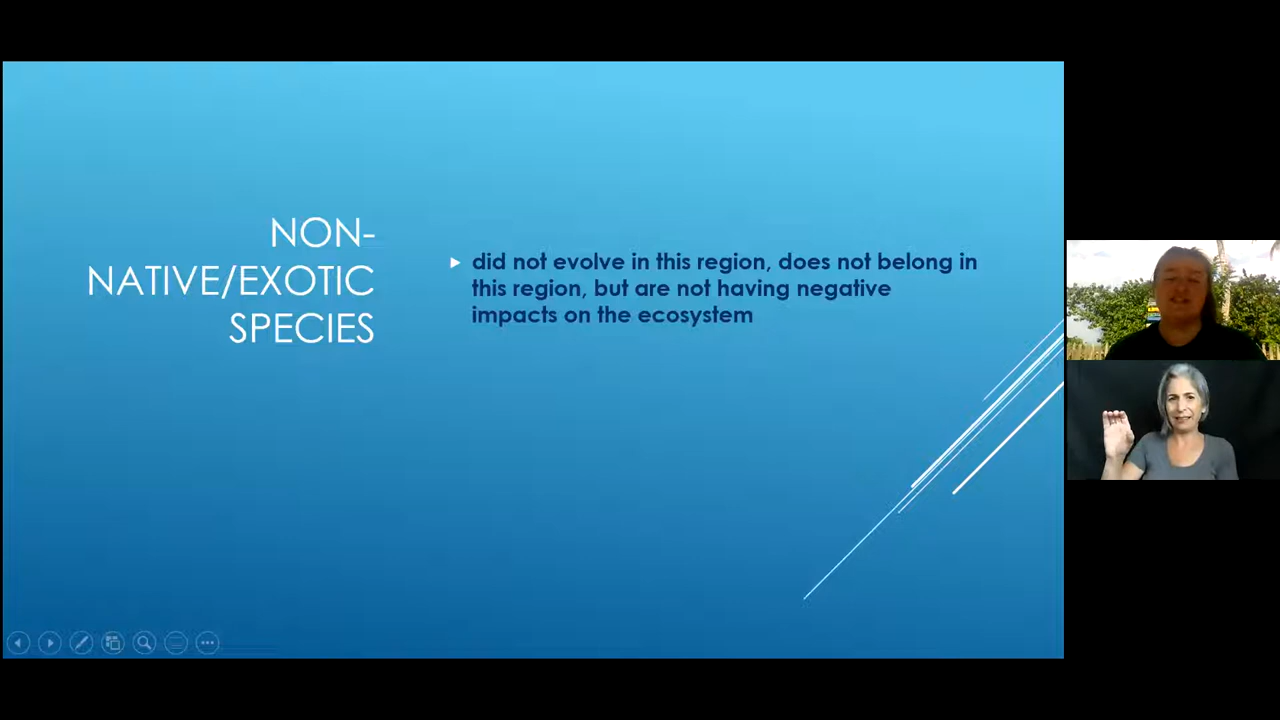 NON-
NATIVE/EXOTIC
SPECIES
did not evolve in this region, does not belong in
this region, but are not having negative
impacts on the ecosystem